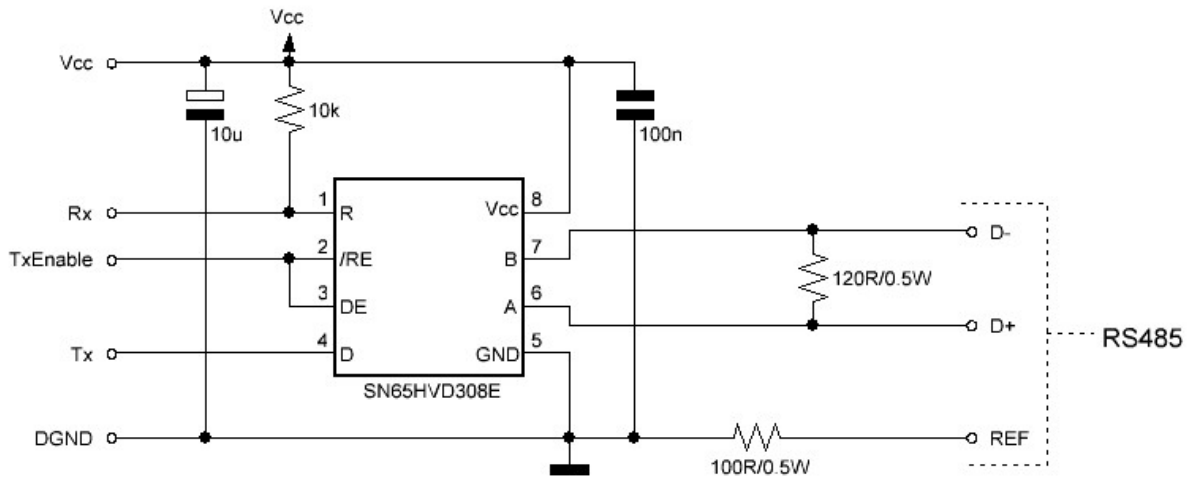 Vcc
Vcc
10u
10k
100n
Rx
1
R
Vcc
8
TxEnable
2
/RE
B
7
D-
120R/0.5W
3
DE
A
6
D+
RS485
Tx
4
D
GND
5
SN65HVD308E
DGND
100R/0.5W
REF